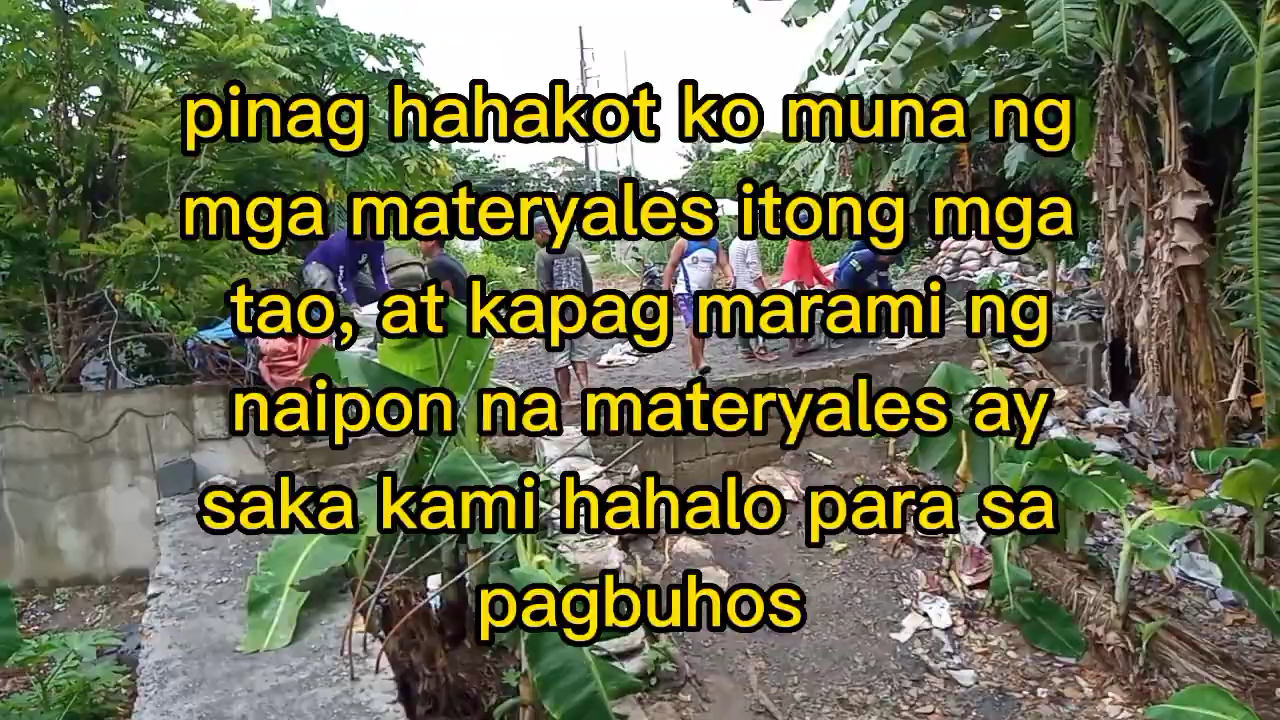 pinag hahakot ko muna ng
mga materyales itong mga
tao, at kapag marami ng
naipon na materyales ay
saka kami hahalo para sa
pagbuhos